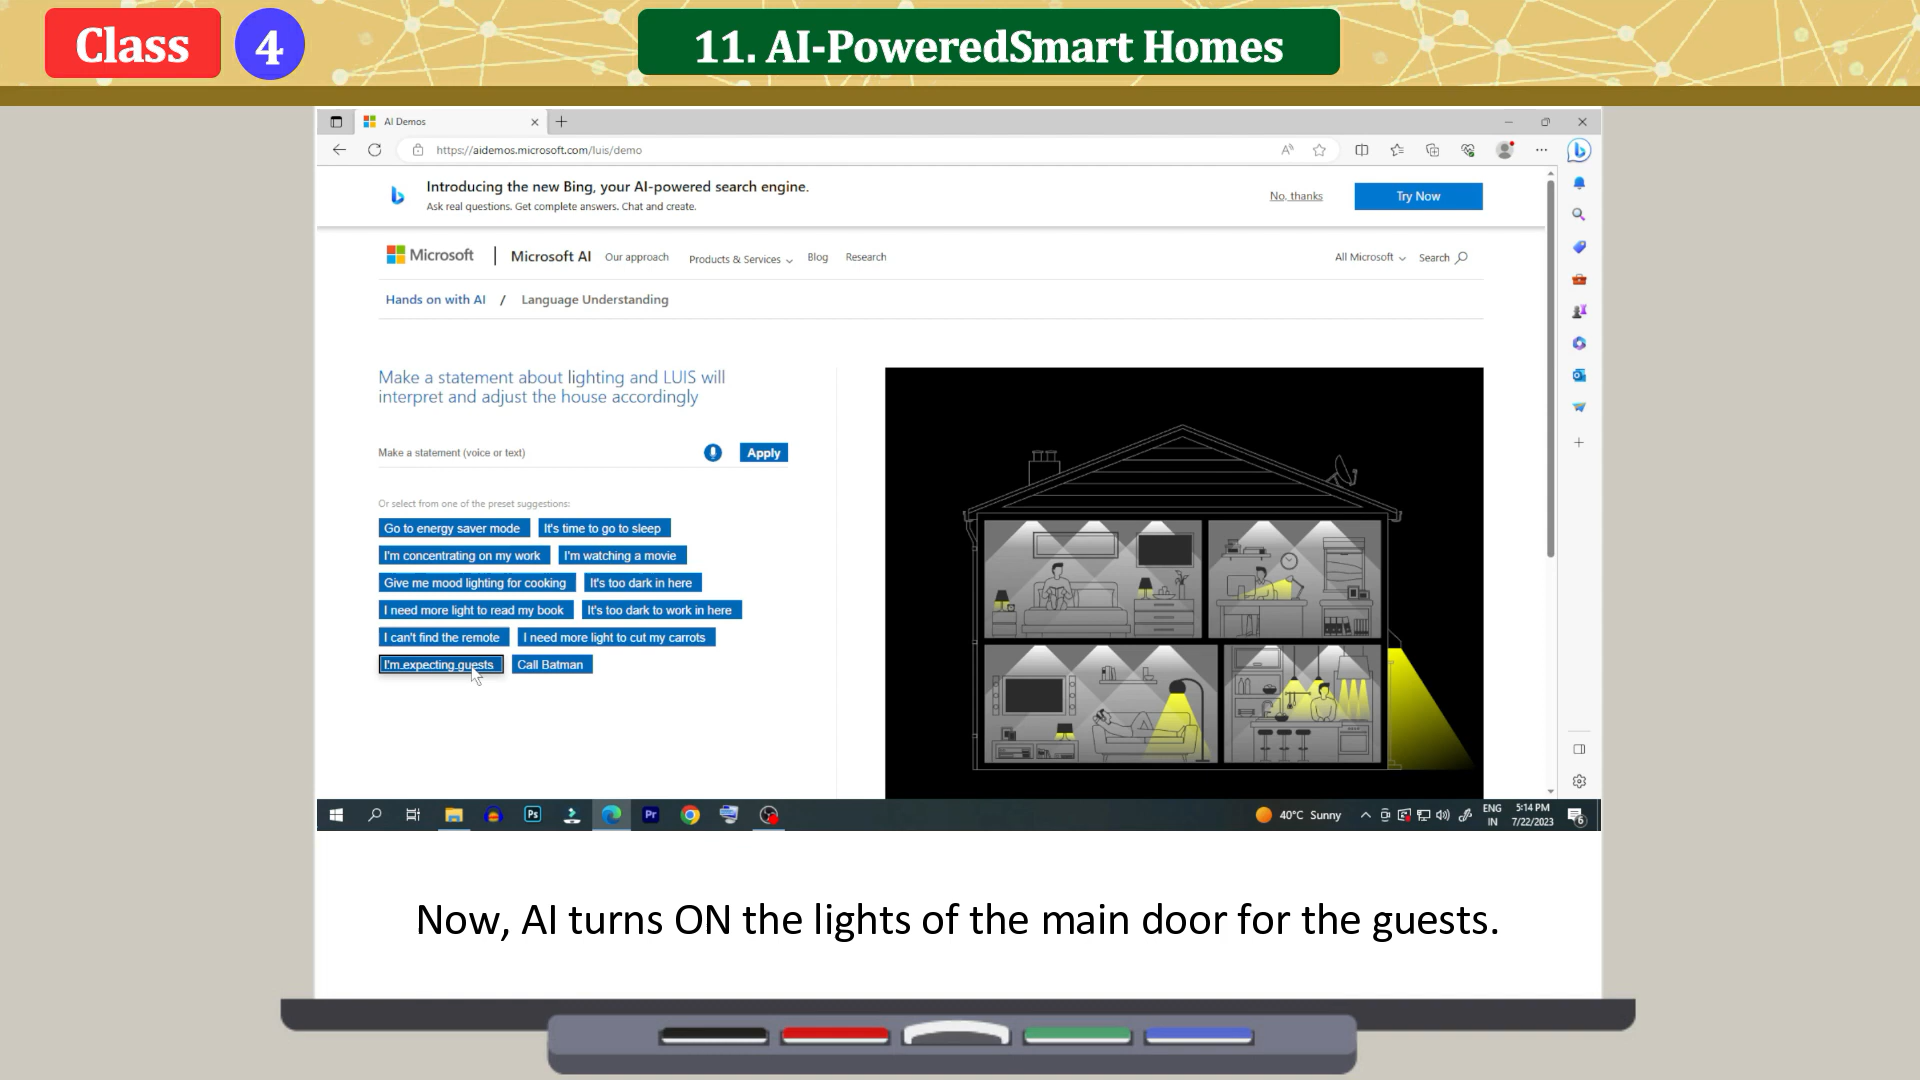 Class 4
11. AI-PoweredSmart Homes
AI Demos
https://aidemos.microsoft.com/luis/demo
Introducing the new Bing, your AI-powered search engine.
Ask real questions. Get complete answers. Chat and create.
No, thanks
Try Now
Microsoft | Microsoft AI Our approach Products & Services Blog Research All Microsoft Search
Hands on with AI / Language Understanding
Make a statement about lighting and LUIS will
interpret and adjust the house accordingly
Make a statement (voice or text)
Apply
Or select from one of the preset suggestions:
Go to energy saver mode It's time to go to sleep
I'm concentrating on my work I'm watching a movie
Give me mood lighting for cooking It's too dark in here
I need more light to read my book It's too dark to work in here
I can't find the remote I need more light to cut my carrots
I'm expecting guests Call Batman
Ps Pr 40°C Sunny ENG 5:14 PM
IN 7/22/2023 6
Now, AI turns ON the lights of the main door for the guests.